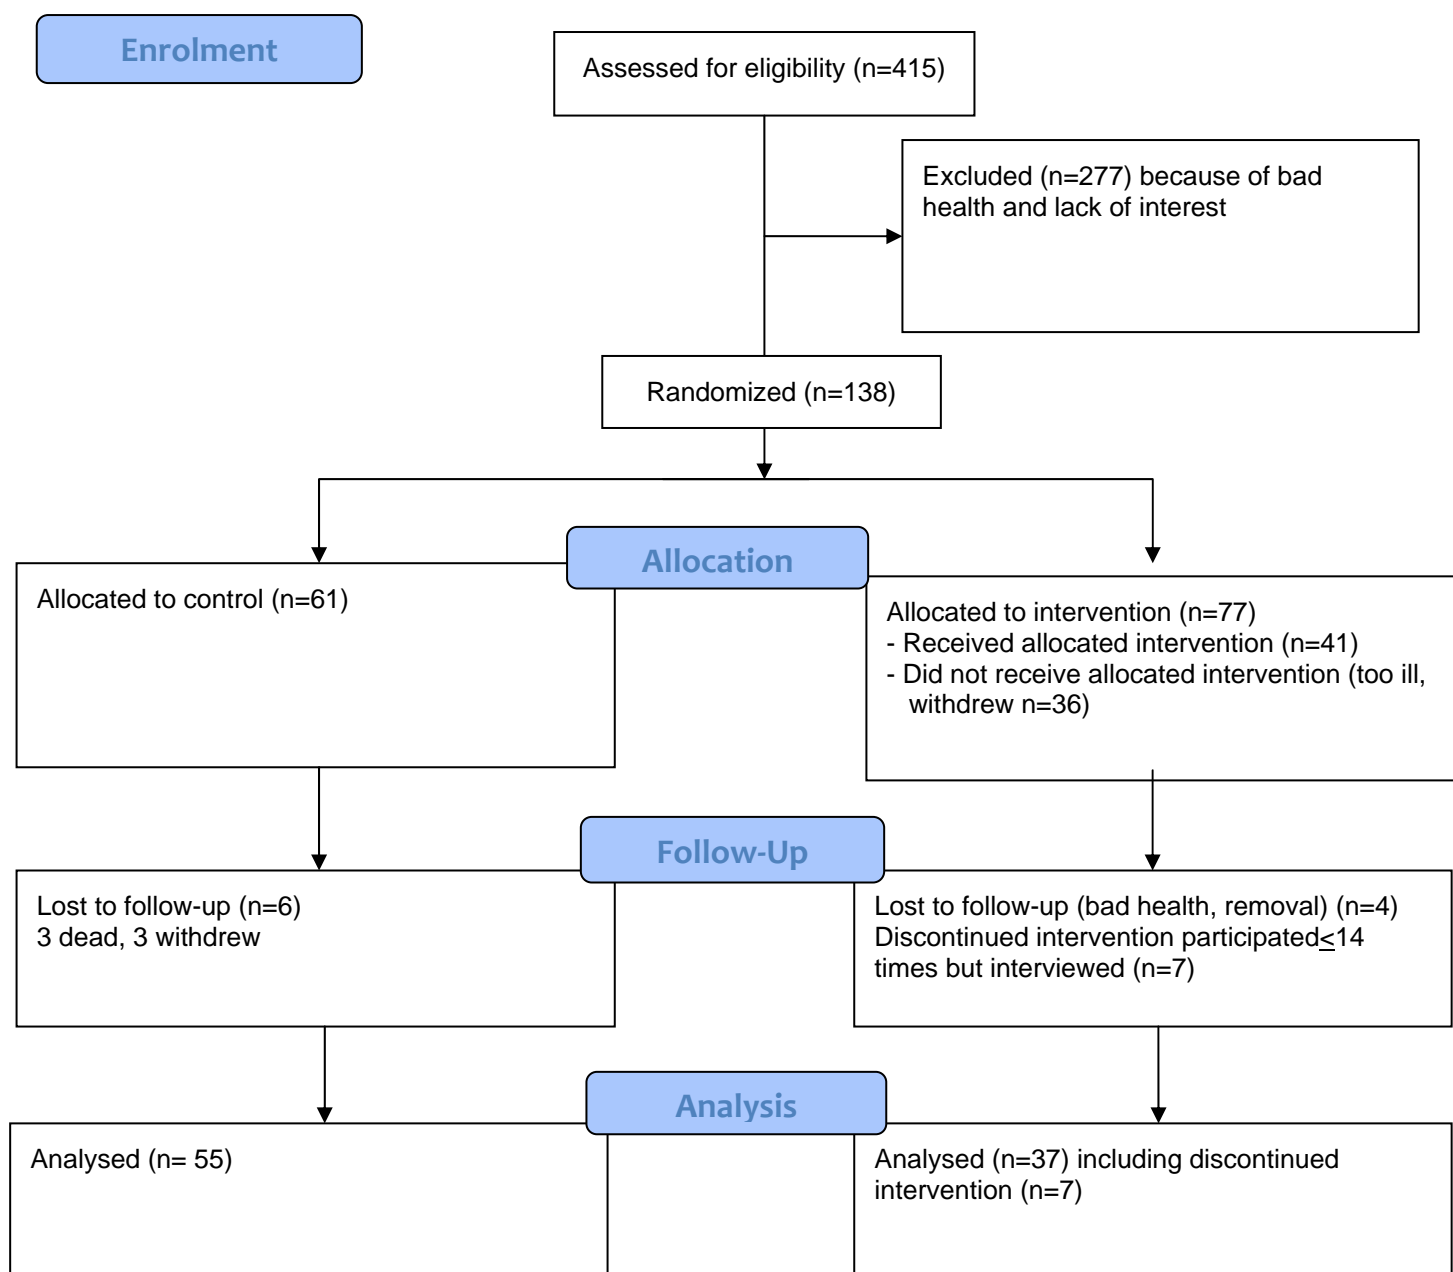 Enrolment
Assessed for eligibility (n=415)
Excluded (n=277) because of bad
health and lack of interest
Randomized (n=138)
Allocation
Allocated to control (n=61)
Allocated to intervention (n=77)
- Received allocated intervention (n=41)
- Did not receive allocated intervention (too ill,
withdrew n=36)
Follow-Up
Lost to follow-up (n=6)
3 dead, 3 withdrew
Lost to follow-up (bad health, removal) (n=4)
Discontinued intervention participated≤14
times but interviewed (n=7)
Analysis
Analysed (n= 55)
Analysed (n=37) including discontinued
intervention (n=7)